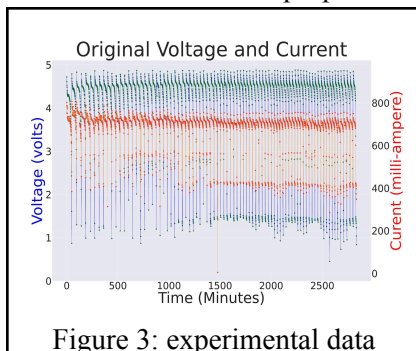 Original Voltage and Current
5
4
3
2
1
0
Voltage (volts)
800
600
400
200
0
Curent (milli-ampere)
0 500 1000 1500 2000 2500
Time (Minutes)
Figure 3: experimental data